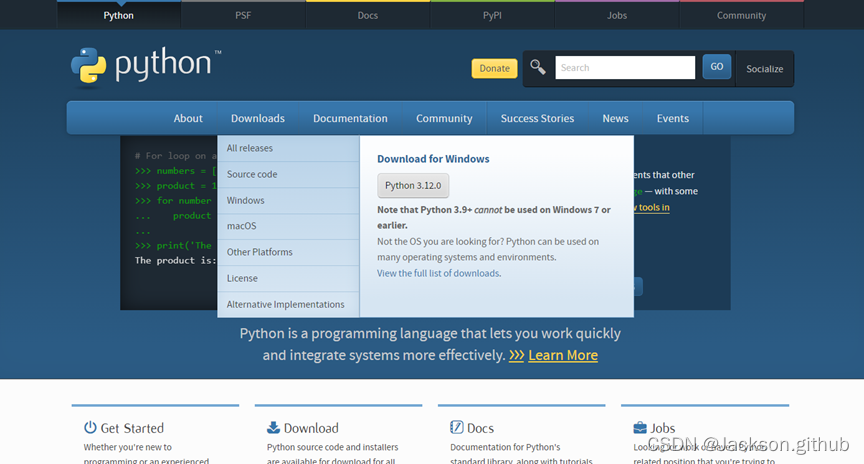 Python PSF Docs PyPI Jobs Community
python™
Donate Search GO Socialize
About Downloads Documentation Community Success Stories News Events
# For loop on a
>>> numbers = [
>>> product = 1
>>> for number
... product
...
>>> print('The
The product is:
All releases
Source code
Windows
macOS
Other Platforms
License
Alternative Implementations
Download for Windows
Python 3.12.0
Note that Python 3.9+ cannot be used on Windows 7 or
earlier.
Not the OS you are looking for? Python can be used on
many operating systems and environments.
View the full list of downloads.
ents that other
— with some
tools in
Python is a programming language that lets you work quickly
and integrate systems more effectively. >>> Learn More
Get Started
Whether you're new to
programming or an experienced
Download
Python source code and installers
are available for download for all
Docs
Documentation for Python's
standard library, along with tutorials
Jobs
Looking for work or have a Python
related position that you're trying to
CSDN @Jackson.github